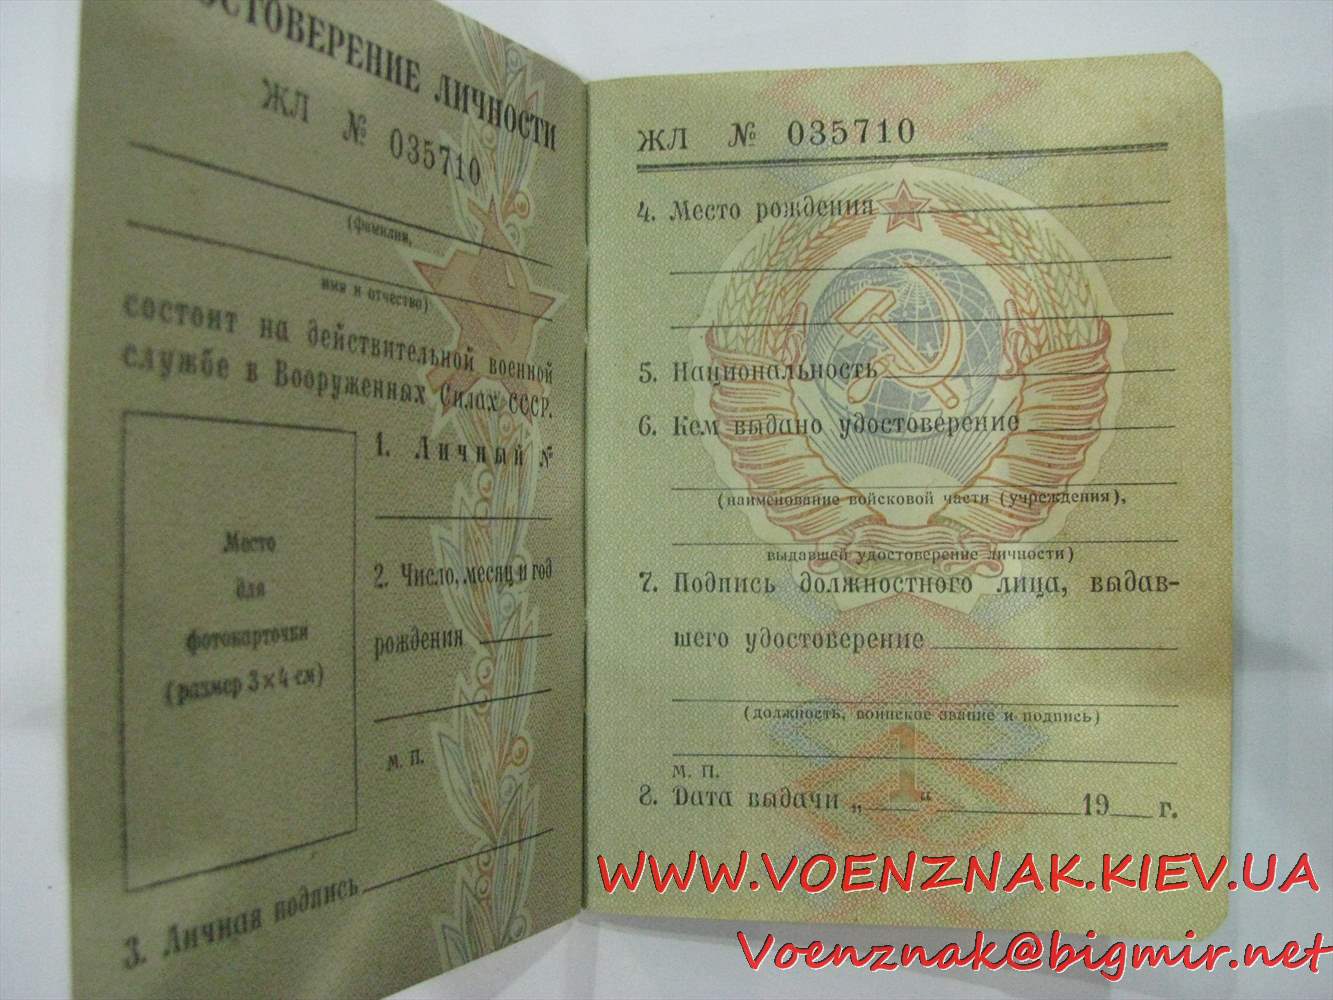 ОСТОВЕРЕНИЕ ЛИЧНОСТИ
ЖЛ № 035710
(фамилия,
имя и отчество)
состоит на действительной военной
службе в Вооруженных Силах СССР.
Место
для
фотокарточки
(размер 3×4 см)
1. Личный №
2. Число, месяц и год
рождения
м. п.
3. Личная подпись
ЖЛ № 035710
4. Место рождения
5. Национальность
6. Кем выдано удостоверение
(наименование войсковой части (учреждения),
выдавшей удостоверение личности)
7. Подпись должностного лица, выдав-
шего удостоверение
(должность, воинское звание и подпись)
м. п.
8. Дата выдачи „ “ 19 г.
1
WWW.VOENZNAK.KIEV.UA
Voenznak@bigmir.net